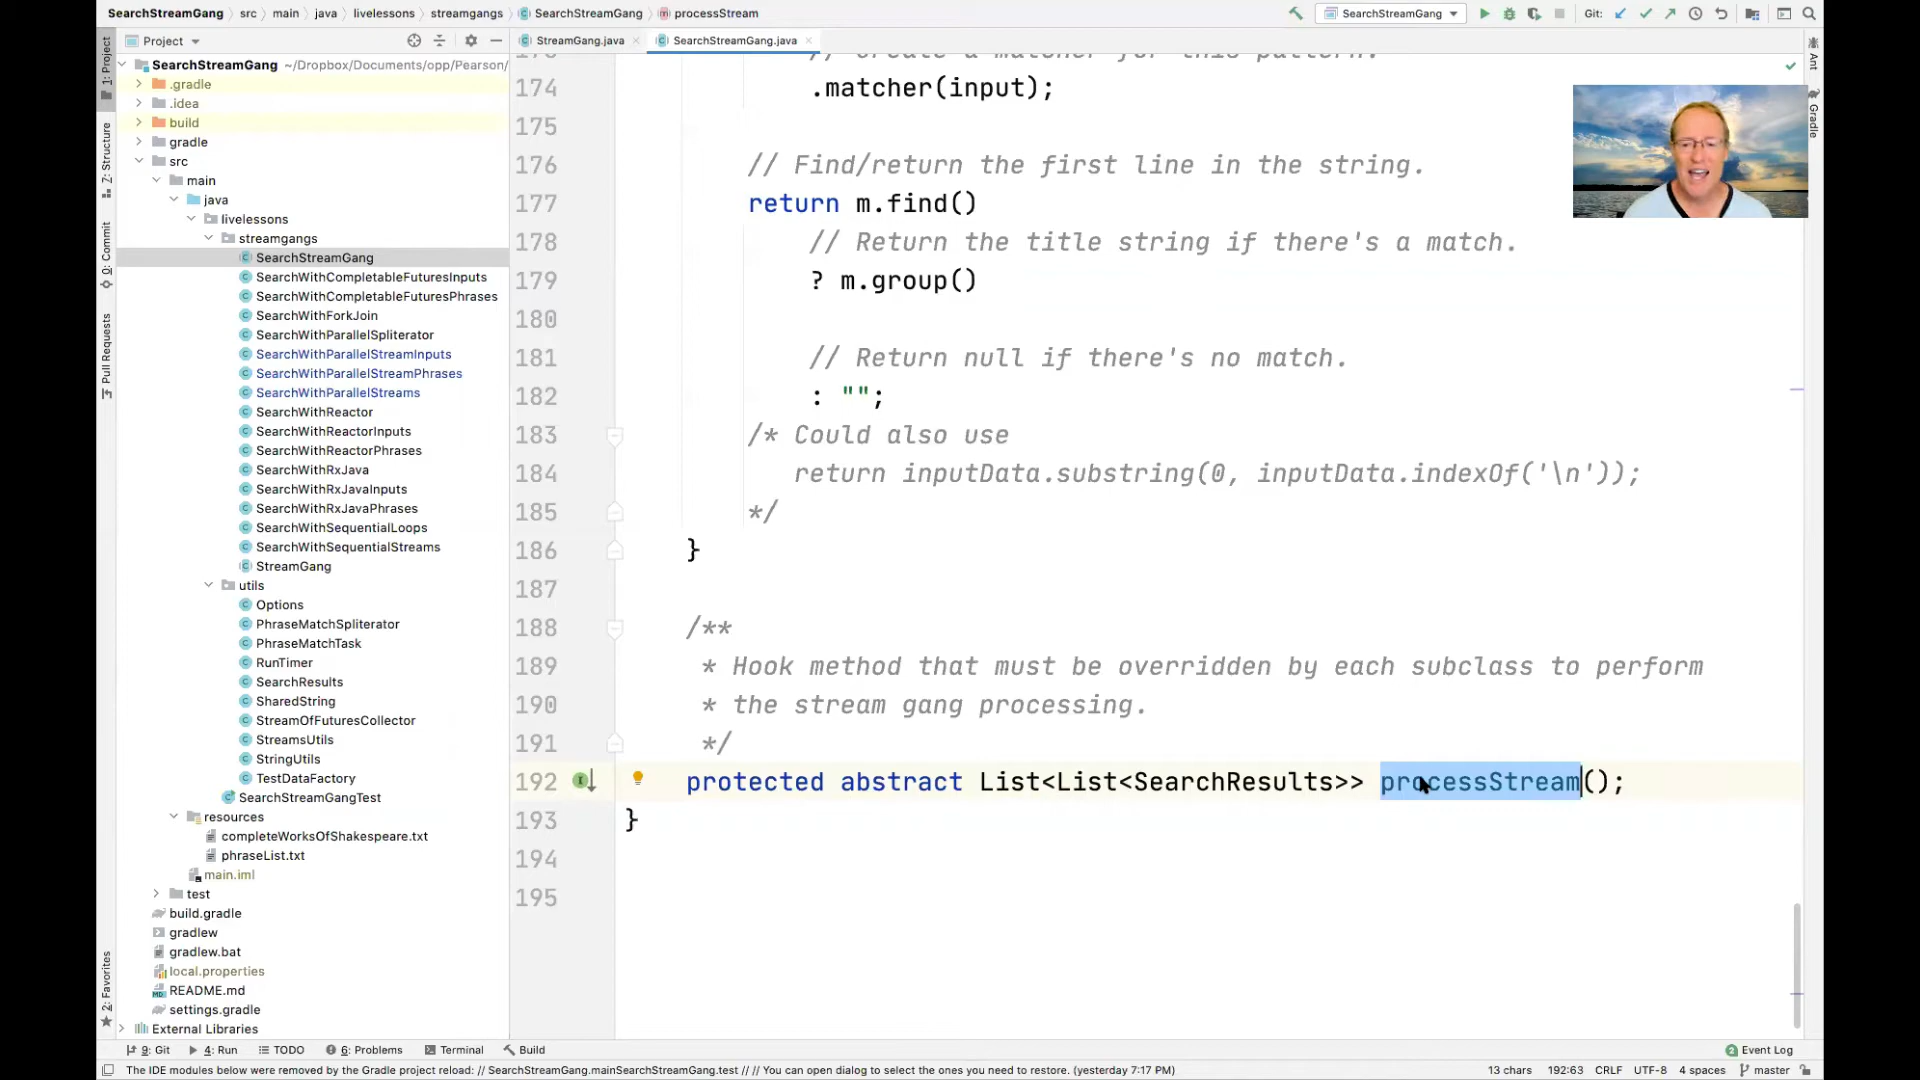 SearchStreamGang src main java livelessons streamgangs SearchStreamGang processStream
SearchStreamGang Git:
Project
StreamGang.java SearchStreamGang.java
1: Project
7: Structure
0: Commit
Pull Requests
2: Favorites
Ant
Gradle
SearchStreamGang ~/Dropbox/Documents/opp/Pearson/
.gradle
.idea
build
gradle
src
main
java
livelessons
streamgangs
SearchStreamGang
SearchWithCompletableFuturesInputs
SearchWithCompletableFuturesPhrases
SearchWithForkJoin
SearchWithParallelSpliterator
SearchWithParallelStreamInputs
SearchWithParallelStreamPhrases
SearchWithParallelStreams
SearchWithReactor
SearchWithReactorInputs
SearchWithReactorPhrases
SearchWithRxJava
SearchWithRxJavaInputs
SearchWithRxJavaPhrases
SearchWithSequentialLoops
SearchWithSequentialStreams
StreamGang
utils
Options
PhraseMatchSpliterator
PhraseMatchTask
RunTimer
SearchResults
SharedString
StreamOfFuturesCollector
StreamsUtils
StringUtils
TestDataFactory
SearchStreamGangTest
resources
completeWorksOfShakespeare.txt
phraseList.txt
main.iml
test
build.gradle
gradlew
gradlew.bat
local.properties
README.md
settings.gradle
External Libraries
173 // Create a matcher for this pattern.
174 .matcher(input);
175
176 // Find/return the first line in the string.
177 return m.find()
178 // Return the title string if there's a match.
179 ? m.group()
180
181 // Return null if there's no match.
182 : "";
183 /* Could also use
184 return inputData.substring(0, inputData.indexOf('\n'));
185 */
186 }
187
188 /**
189 * Hook method that must be overridden by each subclass to perform
190 * the stream gang processing.
191 */
192 protected abstract List<List<SearchResults>> processStream();
193 }
194
195
9: Git 4: Run TODO 6: Problems Terminal Build 2 Event Log
The IDE modules below were removed by the Gradle project reload: // SearchStreamGang.mainSearchStreamGang.test // // You can open dialog to select the ones you need to restore. (yesterday 7:17 PM) 13 chars 192:63 CRLF UTF-8 4 spaces master